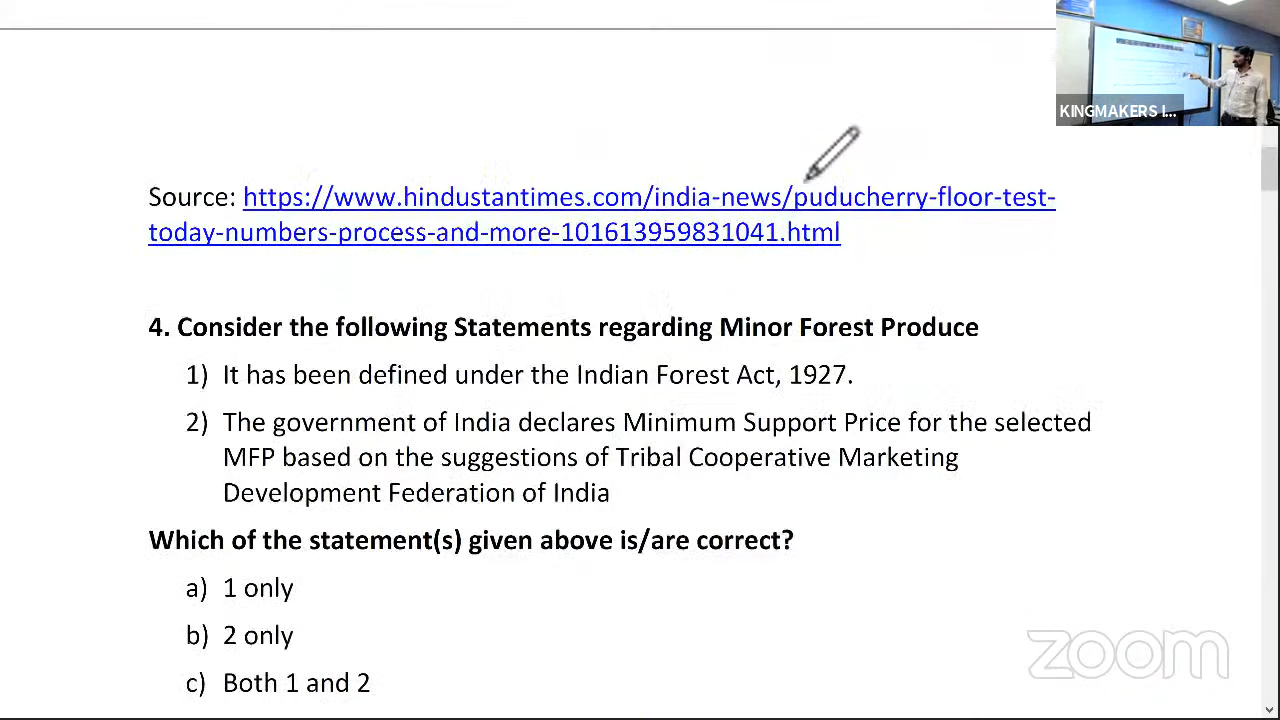 KINGMAKERS I...
Source: https://www.hindustantimes.com/india-news/puducherry-floor-test-
today-numbers-process-and-more-101613959831041.html
4. Consider the following Statements regarding Minor Forest Produce
1) It has been defined under the Indian Forest Act, 1927.
2) The government of India declares Minimum Support Price for the selected
MFP based on the suggestions of Tribal Cooperative Marketing
Development Federation of India
Which of the statement(s) given above is/are correct?
a) 1 only
b) 2 only
c) Both 1 and 2
zoom